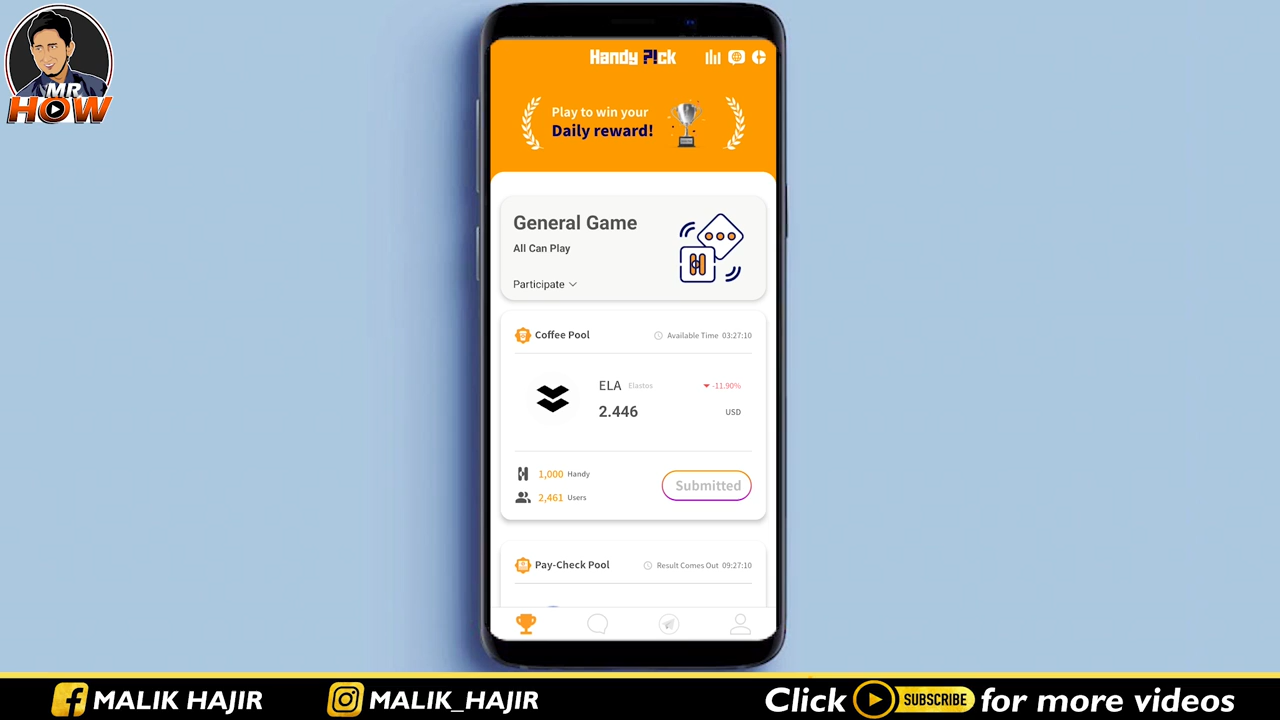 MR
HOW
Handy P!ck
Play to win your
Daily reward!
General Game
All Can Play
Participate
Coffee Pool
Available Time 03:27:10
ELA Elastos
-11.90%
2.446
USD
1,000 Handy
2,461 Users
Submitted
Pay-Check Pool
Result Comes Out 09:27:10
MALIK HAJIR
MALIK_HAJIR
Click SUBSCRIBE for more videos